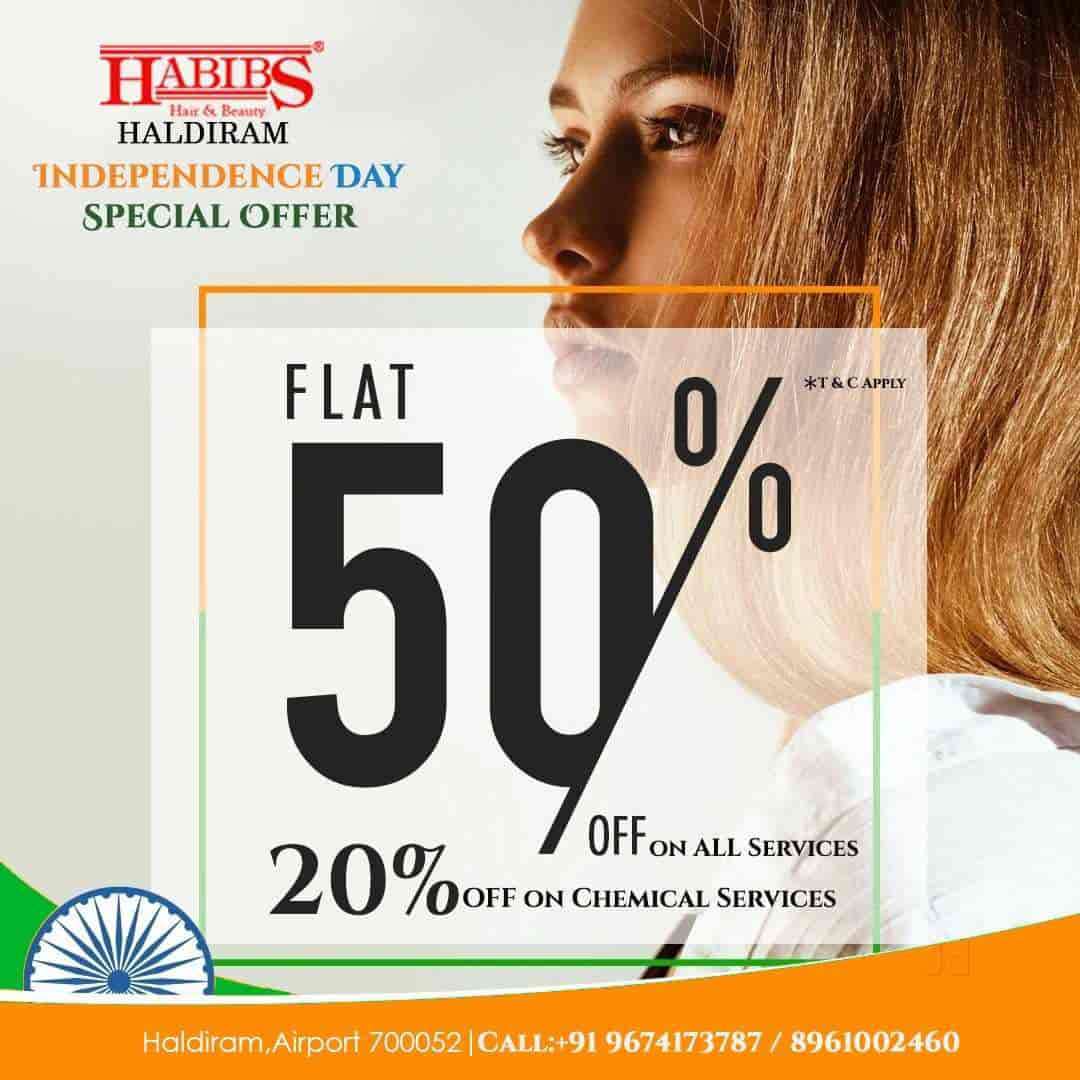 HABIBS®
Hair & Beauty
HALDIRAM
INDEPENDENCE DAY
SPECIAL OFFER
FLAT
50%
*T & C APPLY
OFF ON ALL SERVICES
20% OFF ON CHEMICAL SERVICES
Haldiram,Airport 700052|CALL:+91 9674173787 / 8961002460